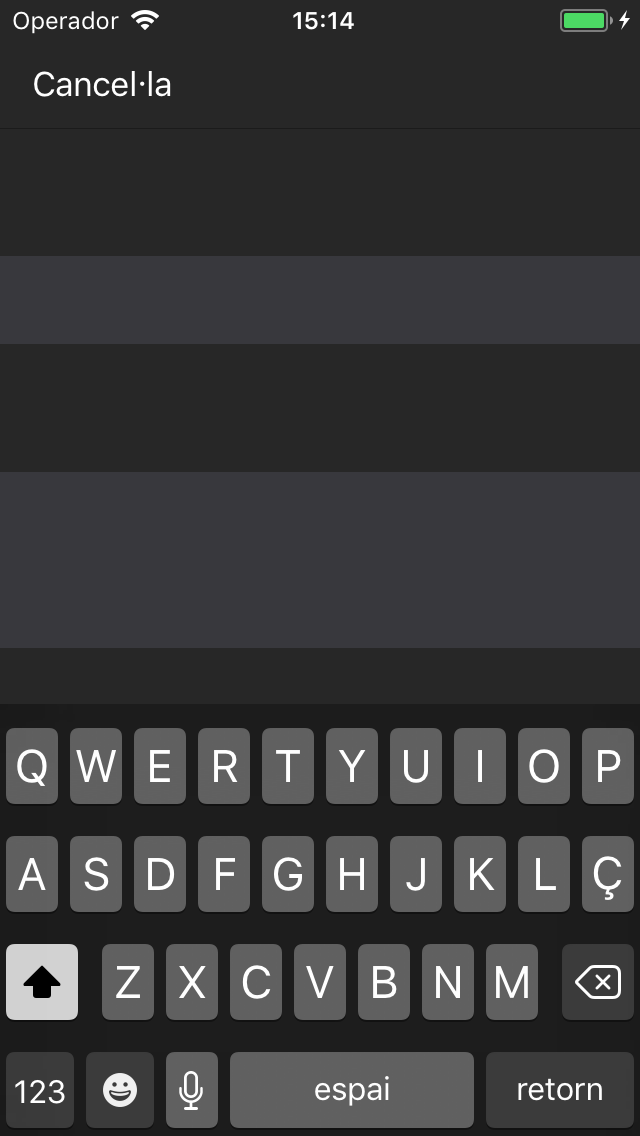 Operador 15:14
Cancel·la
Q W E R T Y U I O P
A S D F G H J K L Ç
Z X C V B N M
123 espai retorn